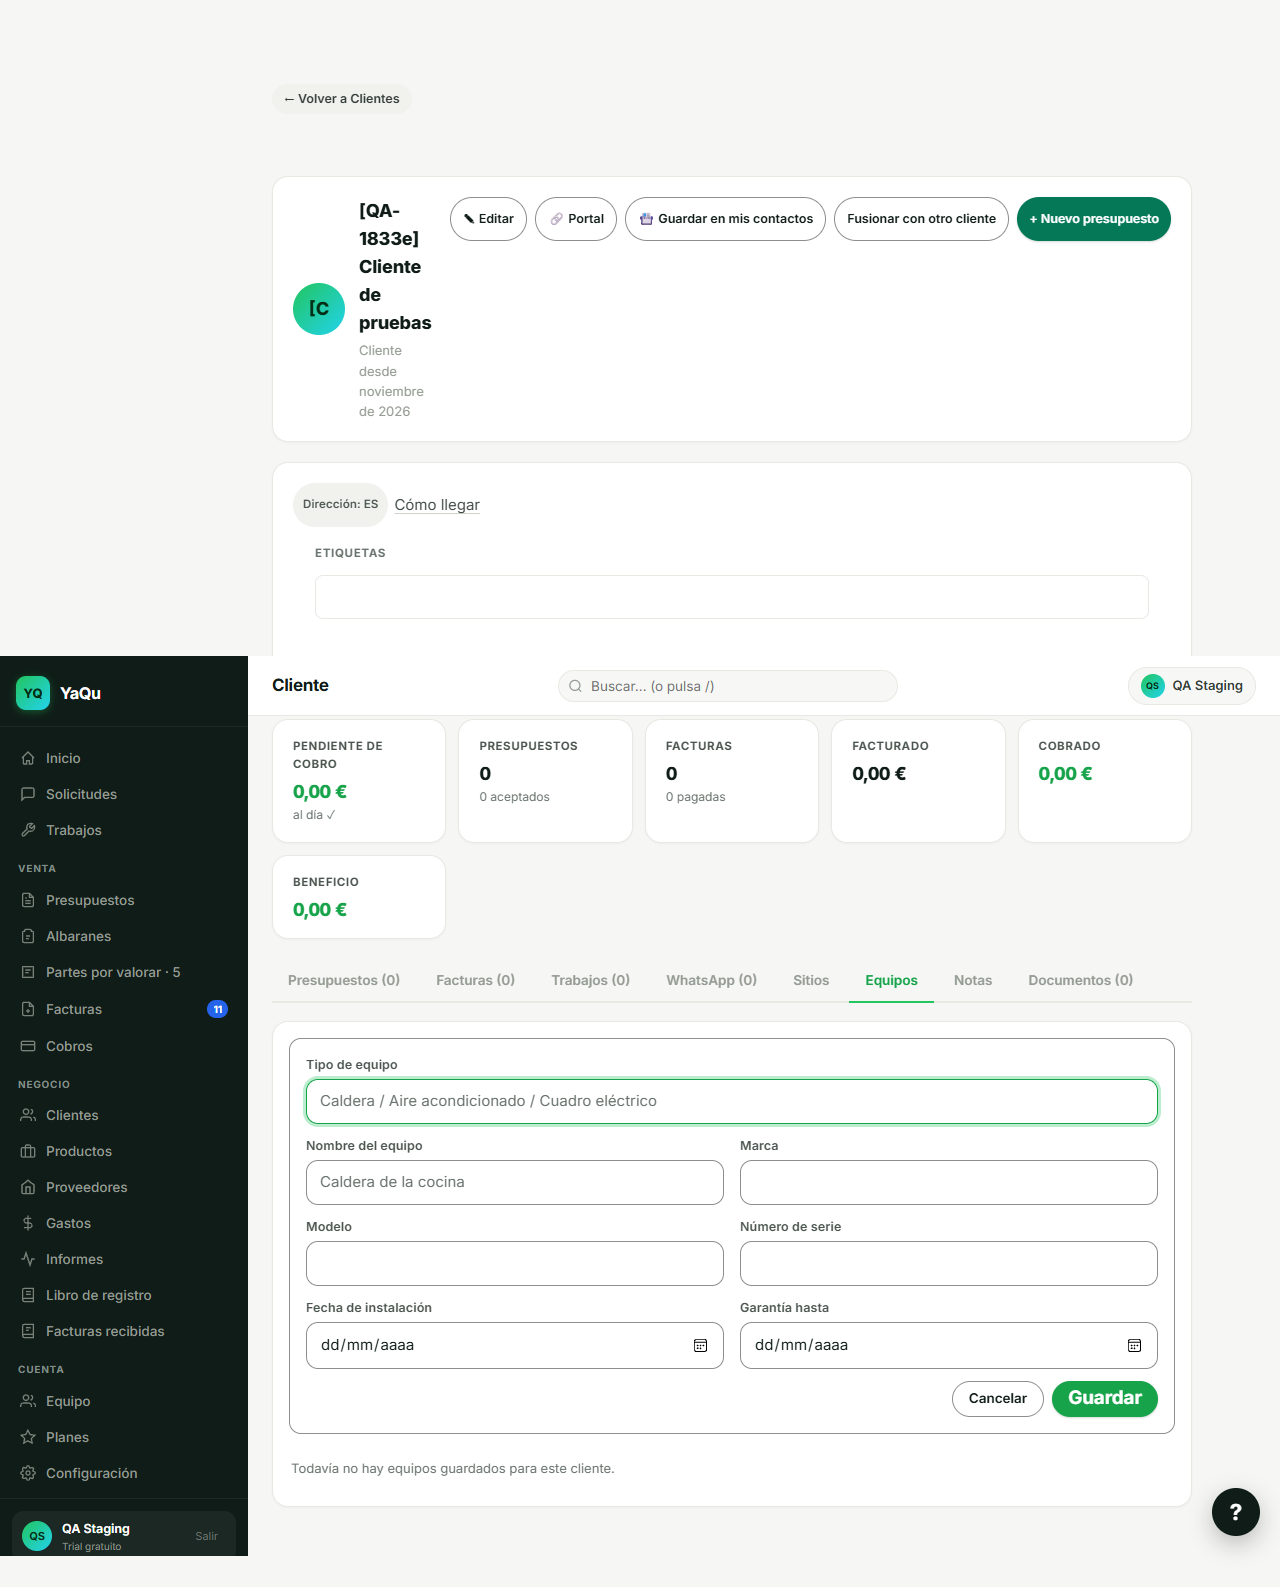 ← Volver a Clientes
[C
[QA-
1833e]
Cliente
de
pruebas
Cliente
desde
noviembre
de 2026
Editar
Portal
Guardar en mis contactos
Fusionar con otro cliente
+ Nuevo presupuesto
Dirección: ES
Cómo llegar
ETIQUETAS
YQ
YaQu
Cliente
Buscar... (o pulsa /)
QS
QA Staging
Inicio
Solicitudes
Trabajos
VENTA
Presupuestos
Albaranes
Partes por valorar · 5
Facturas
11
Cobros
NEGOCIO
Clientes
Productos
Proveedores
Gastos
Informes
Libro de registro
Facturas recibidas
CUENTA
Equipo
Planes
Configuración
QS
QA Staging
Trial gratuito
Salir
PENDIENTE DE
COBRO
0,00 €
al día ✓
PRESUPUESTOS
0
0 aceptados
FACTURAS
0
0 pagadas
FACTURADO
0,00 €
COBRADO
0,00 €
BENEFICIO
0,00 €
Presupuestos (0)
Facturas (0)
Trabajos (0)
WhatsApp (0)
Sitios
Equipos
Notas
Documentos (0)
Tipo de equipo
Caldera / Aire acondicionado / Cuadro eléctrico
Nombre del equipo
Marca
Caldera de la cocina
Modelo
Número de serie
Fecha de instalación
Garantía hasta
dd/mm/aaaa
dd/mm/aaaa
Cancelar
Guardar
Todavía no hay equipos guardados para este cliente.
?